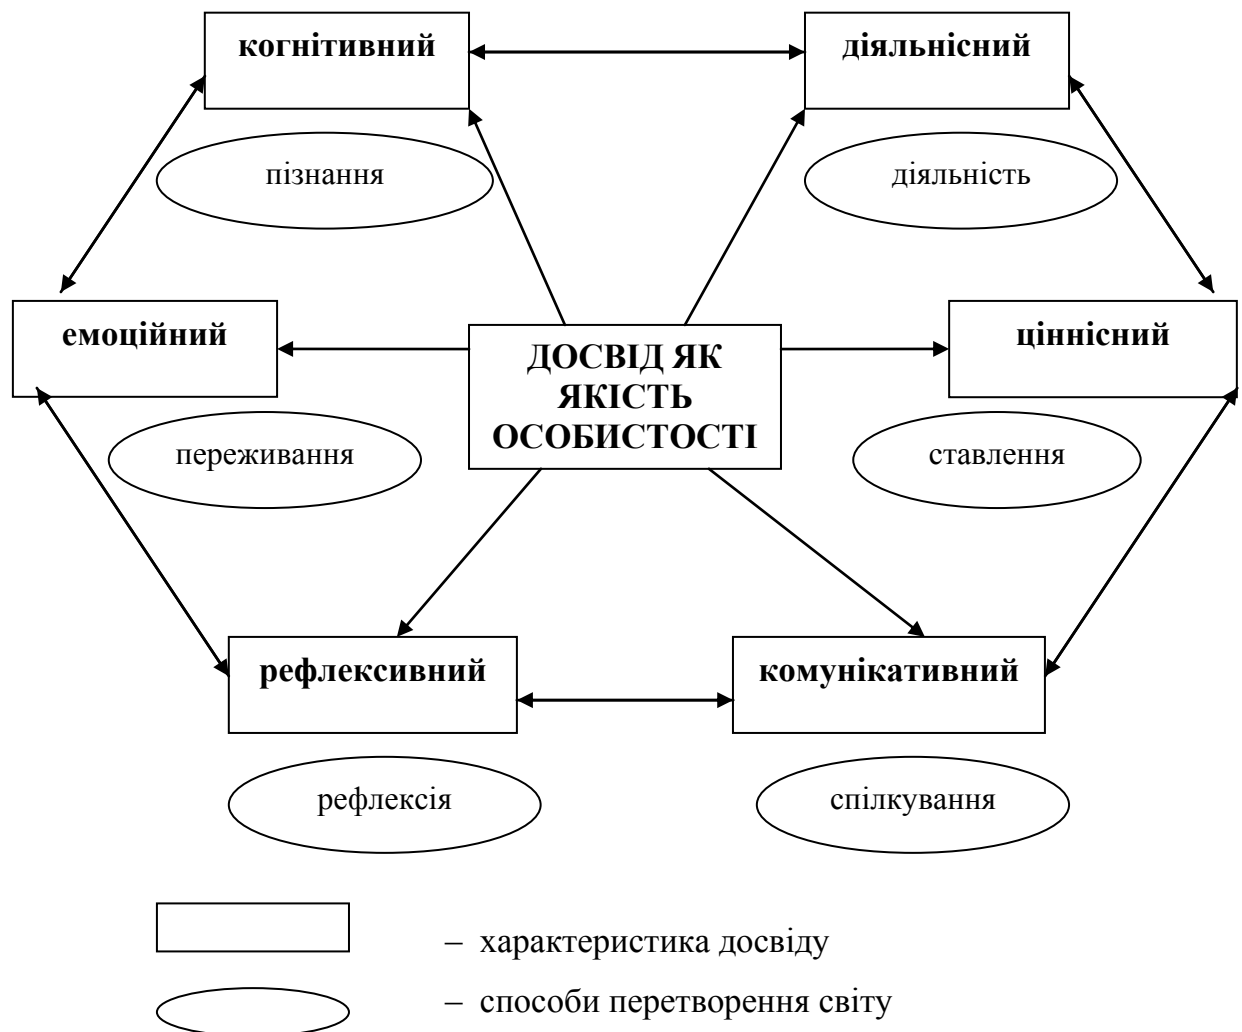 когнітивний
діяльнісний
пізнання
діяльність
емоційний
ДОСВІД ЯК
ЯКІСТЬ
ОСОБИСТОСТІ
ціннісний
переживання
ставлення
рефлексивний
комунікативний
рефлексія
спілкування
– характеристика досвіду
– способи перетворення світу